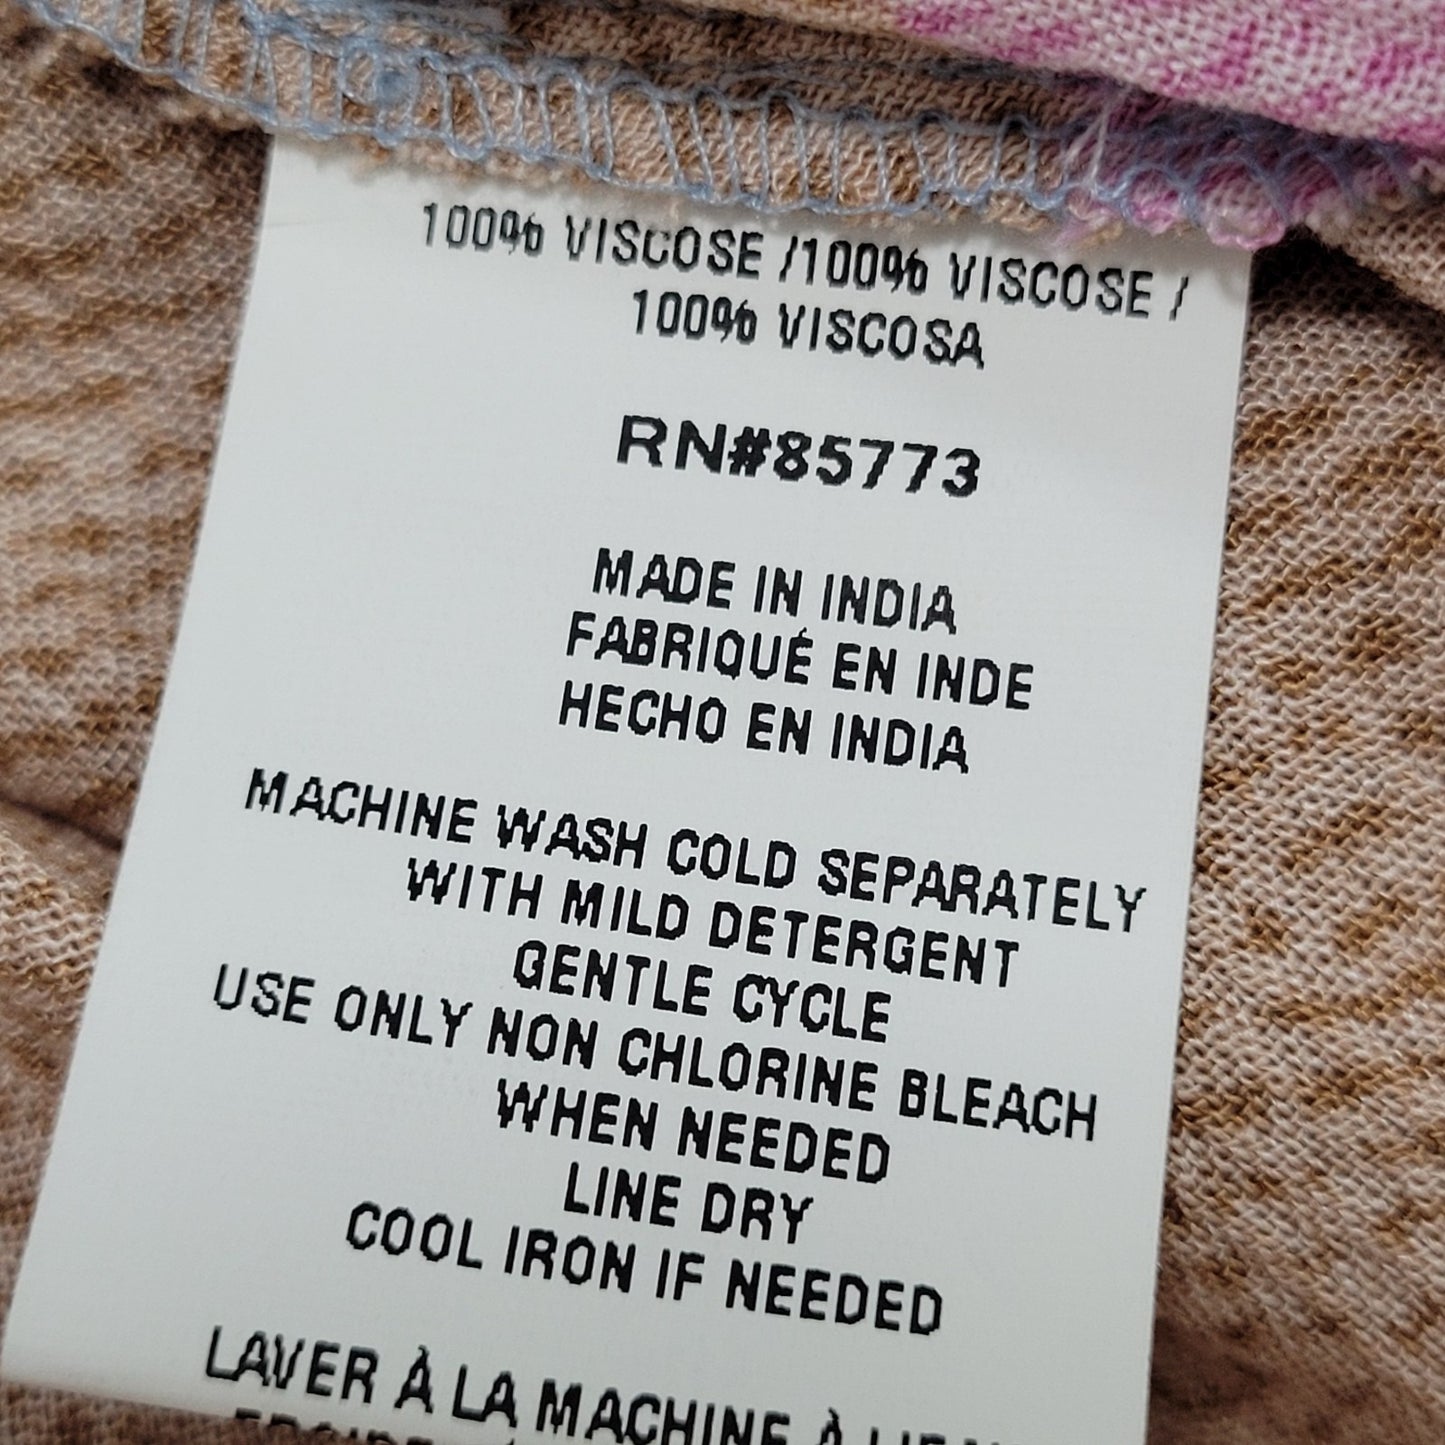 100% VISCOSE /100% VISCOSE /
100% VISCOSA
RN#85773
MADE IN INDIA
FABRIQUÉ EN INDE
HECHO EN INDIA
MACHINE WASH COLD SEPARATELY
WITH MILD DETERGENT
GENTLE CYCLE
USE ONLY NON CHLORINE BLEACH
WHEN NEEDED
LINE DRY
COOL IRON IF NEEDED
LAVER À LA MACHINE À